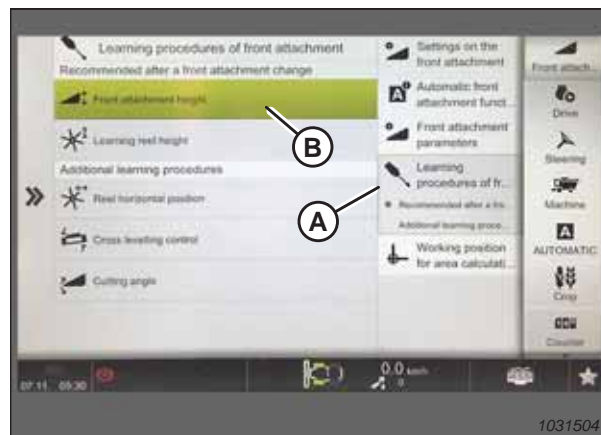 Learning procedures of front attachment
Recommended after a front attachment change
Front attachment height
Learning reel height
Additional learning procedures
Reel horizontal position
Cross levelling control
Cutting angle
B
A
Settings on the
front attachment
Automatic front
attachment funct...
Front attachment
parameters
Learning
procedures of fr...
Recommended after a fro...
Additional learning proce...
Working position
for area calculati...
Front attach...
Drive
Steering
Machine
AUTOMATIC
Crop
Counter
07.11 05:30
0.0 km/h
0
1031504